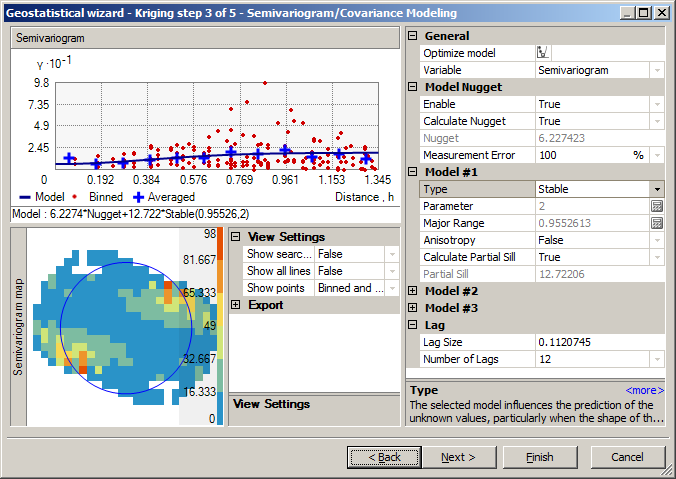 Geostatistical wizard - Kriging step 3 of 5 - Semivariogram/Covariance Modeling
Semivariogram
γ · 10⁻¹
9.8
7.35
4.9
2.45
0 0.192 0.384 0.576 0.769 0.961 1.153 1.345
Model Binned Averaged Distance , h
Model : 6.2274*Nugget+12.722*Stable(0.95526,2)
Semivariogram map
98
81.667
65.333
49
32.667
16.333
0
View Settings
Show searc... False
Show all lines False
Show points Binned and ...
Export
View Settings
General
Optimize model
Variable Semivariogram
Model Nugget
Enable True
Calculate Nugget True
Nugget 6.227423
Measurement Error 100 %
Model #1
Type Stable
Parameter 2
Major Range 0.9552613
Anisotropy False
Calculate Partial Sill True
Partial Sill 12.72206
Model #2
Model #3
Lag
Lag Size 0.1120745
Number of Lags 12
Type <more>
The selected model influences the prediction of the
unknown values, particularly when the shape of th...
< Back Next > Finish Cancel